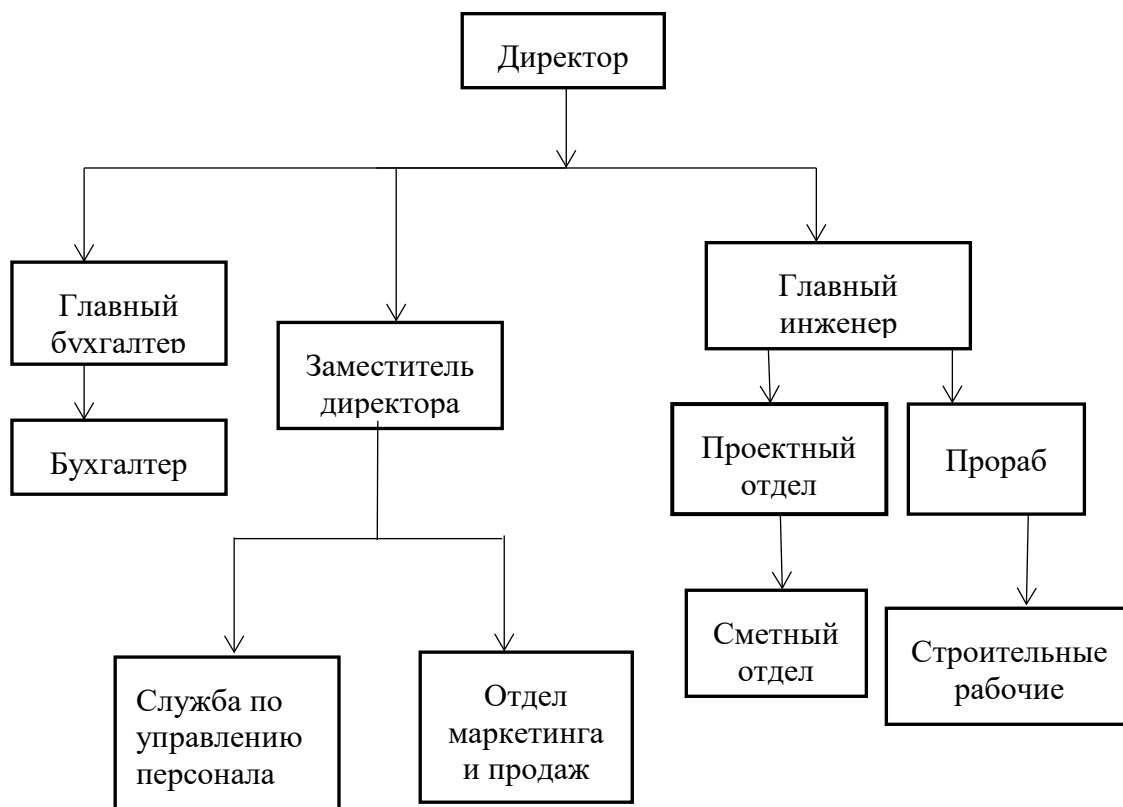 Директор
Главный
бухгалтер
Заместитель
директора
Главный
инженер
Бухгалтер
Проектный
отдел
Прораб
Служба по
управлению
персонала
Отдел
маркетинга
и продаж
Сметный
отдел
Строительные
рабочие